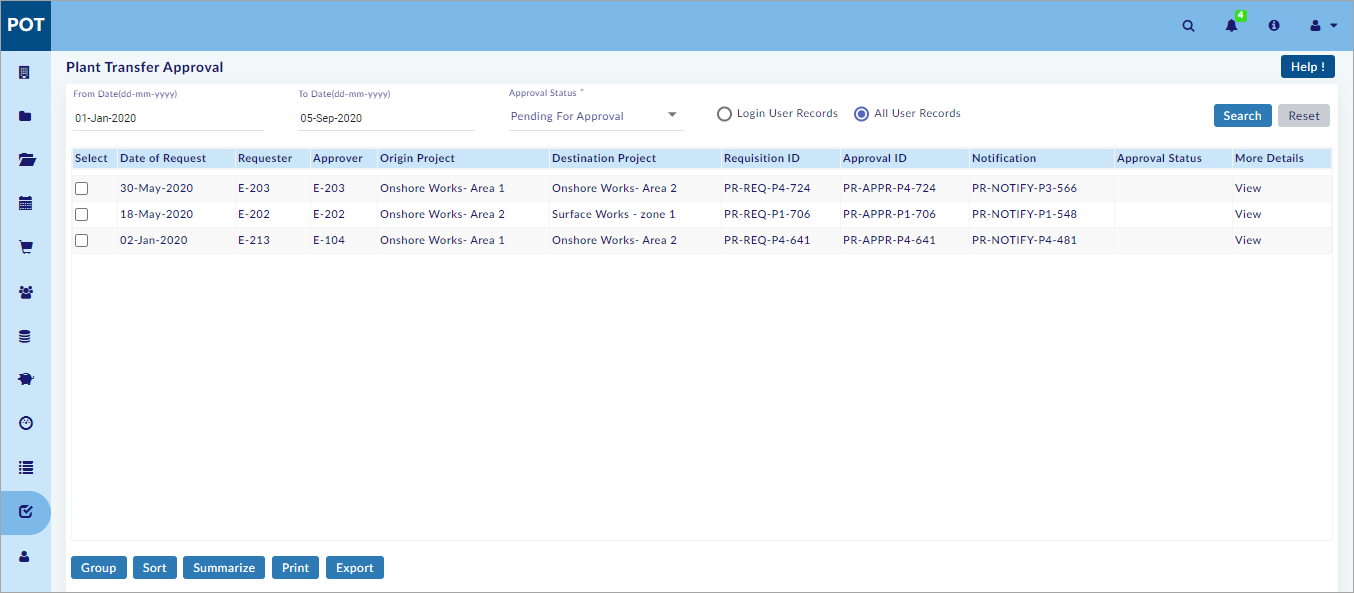 POT
4
Plant Transfer Approval
Help !
From Date(dd-mm-yyyy) To Date(dd-mm-yyyy) Approval Status *
01-Jan-2020 05-Sep-2020 Pending For Approval Login User Records All User Records Search Reset
Select Date of Request Requester Approver Origin Project Destination Project Requisition ID Approval ID Notification Approval Status More Details
30-May-2020 E-203 E-203 Onshore Works- Area 1 Onshore Works- Area 2 PR-REQ-P4-724 PR-APPR-P4-724 PR-NOTIFY-P3-566 View
18-May-2020 E-202 E-202 Onshore Works- Area 2 Surface Works - zone 1 PR-REQ-P1-706 PR-APPR-P1-706 PR-NOTIFY-P1-548 View
02-Jan-2020 E-213 E-104 Onshore Works- Area 1 Onshore Works- Area 2 PR-REQ-P4-641 PR-APPR-P4-641 PR-NOTIFY-P4-481 View
Group Sort Summarize Print Export